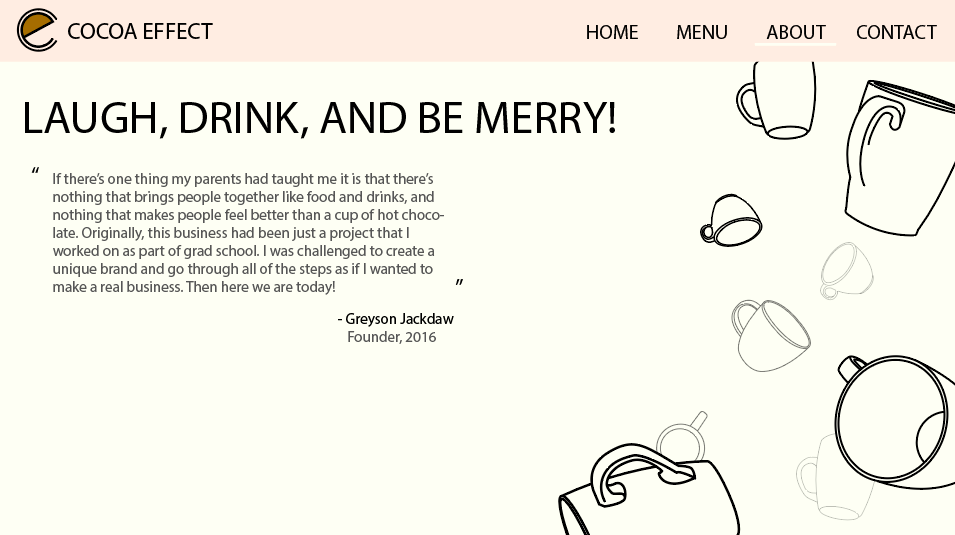 COCOA EFFECT
HOME MENU ABOUT CONTACT
LAUGH, DRINK, AND BE MERRY!
“ If there’s one thing my parents had taught me it is that there’s
nothing that brings people together like food and drinks, and
nothing that makes people feel better than a cup of hot choco-
late. Originally, this business had been just a project that I
worked on as part of grad school. I was challenged to create a
unique brand and go through all of the steps as if I wanted to
make a real business. Then here we are today! ”
- Greyson Jackdaw
Founder, 2016